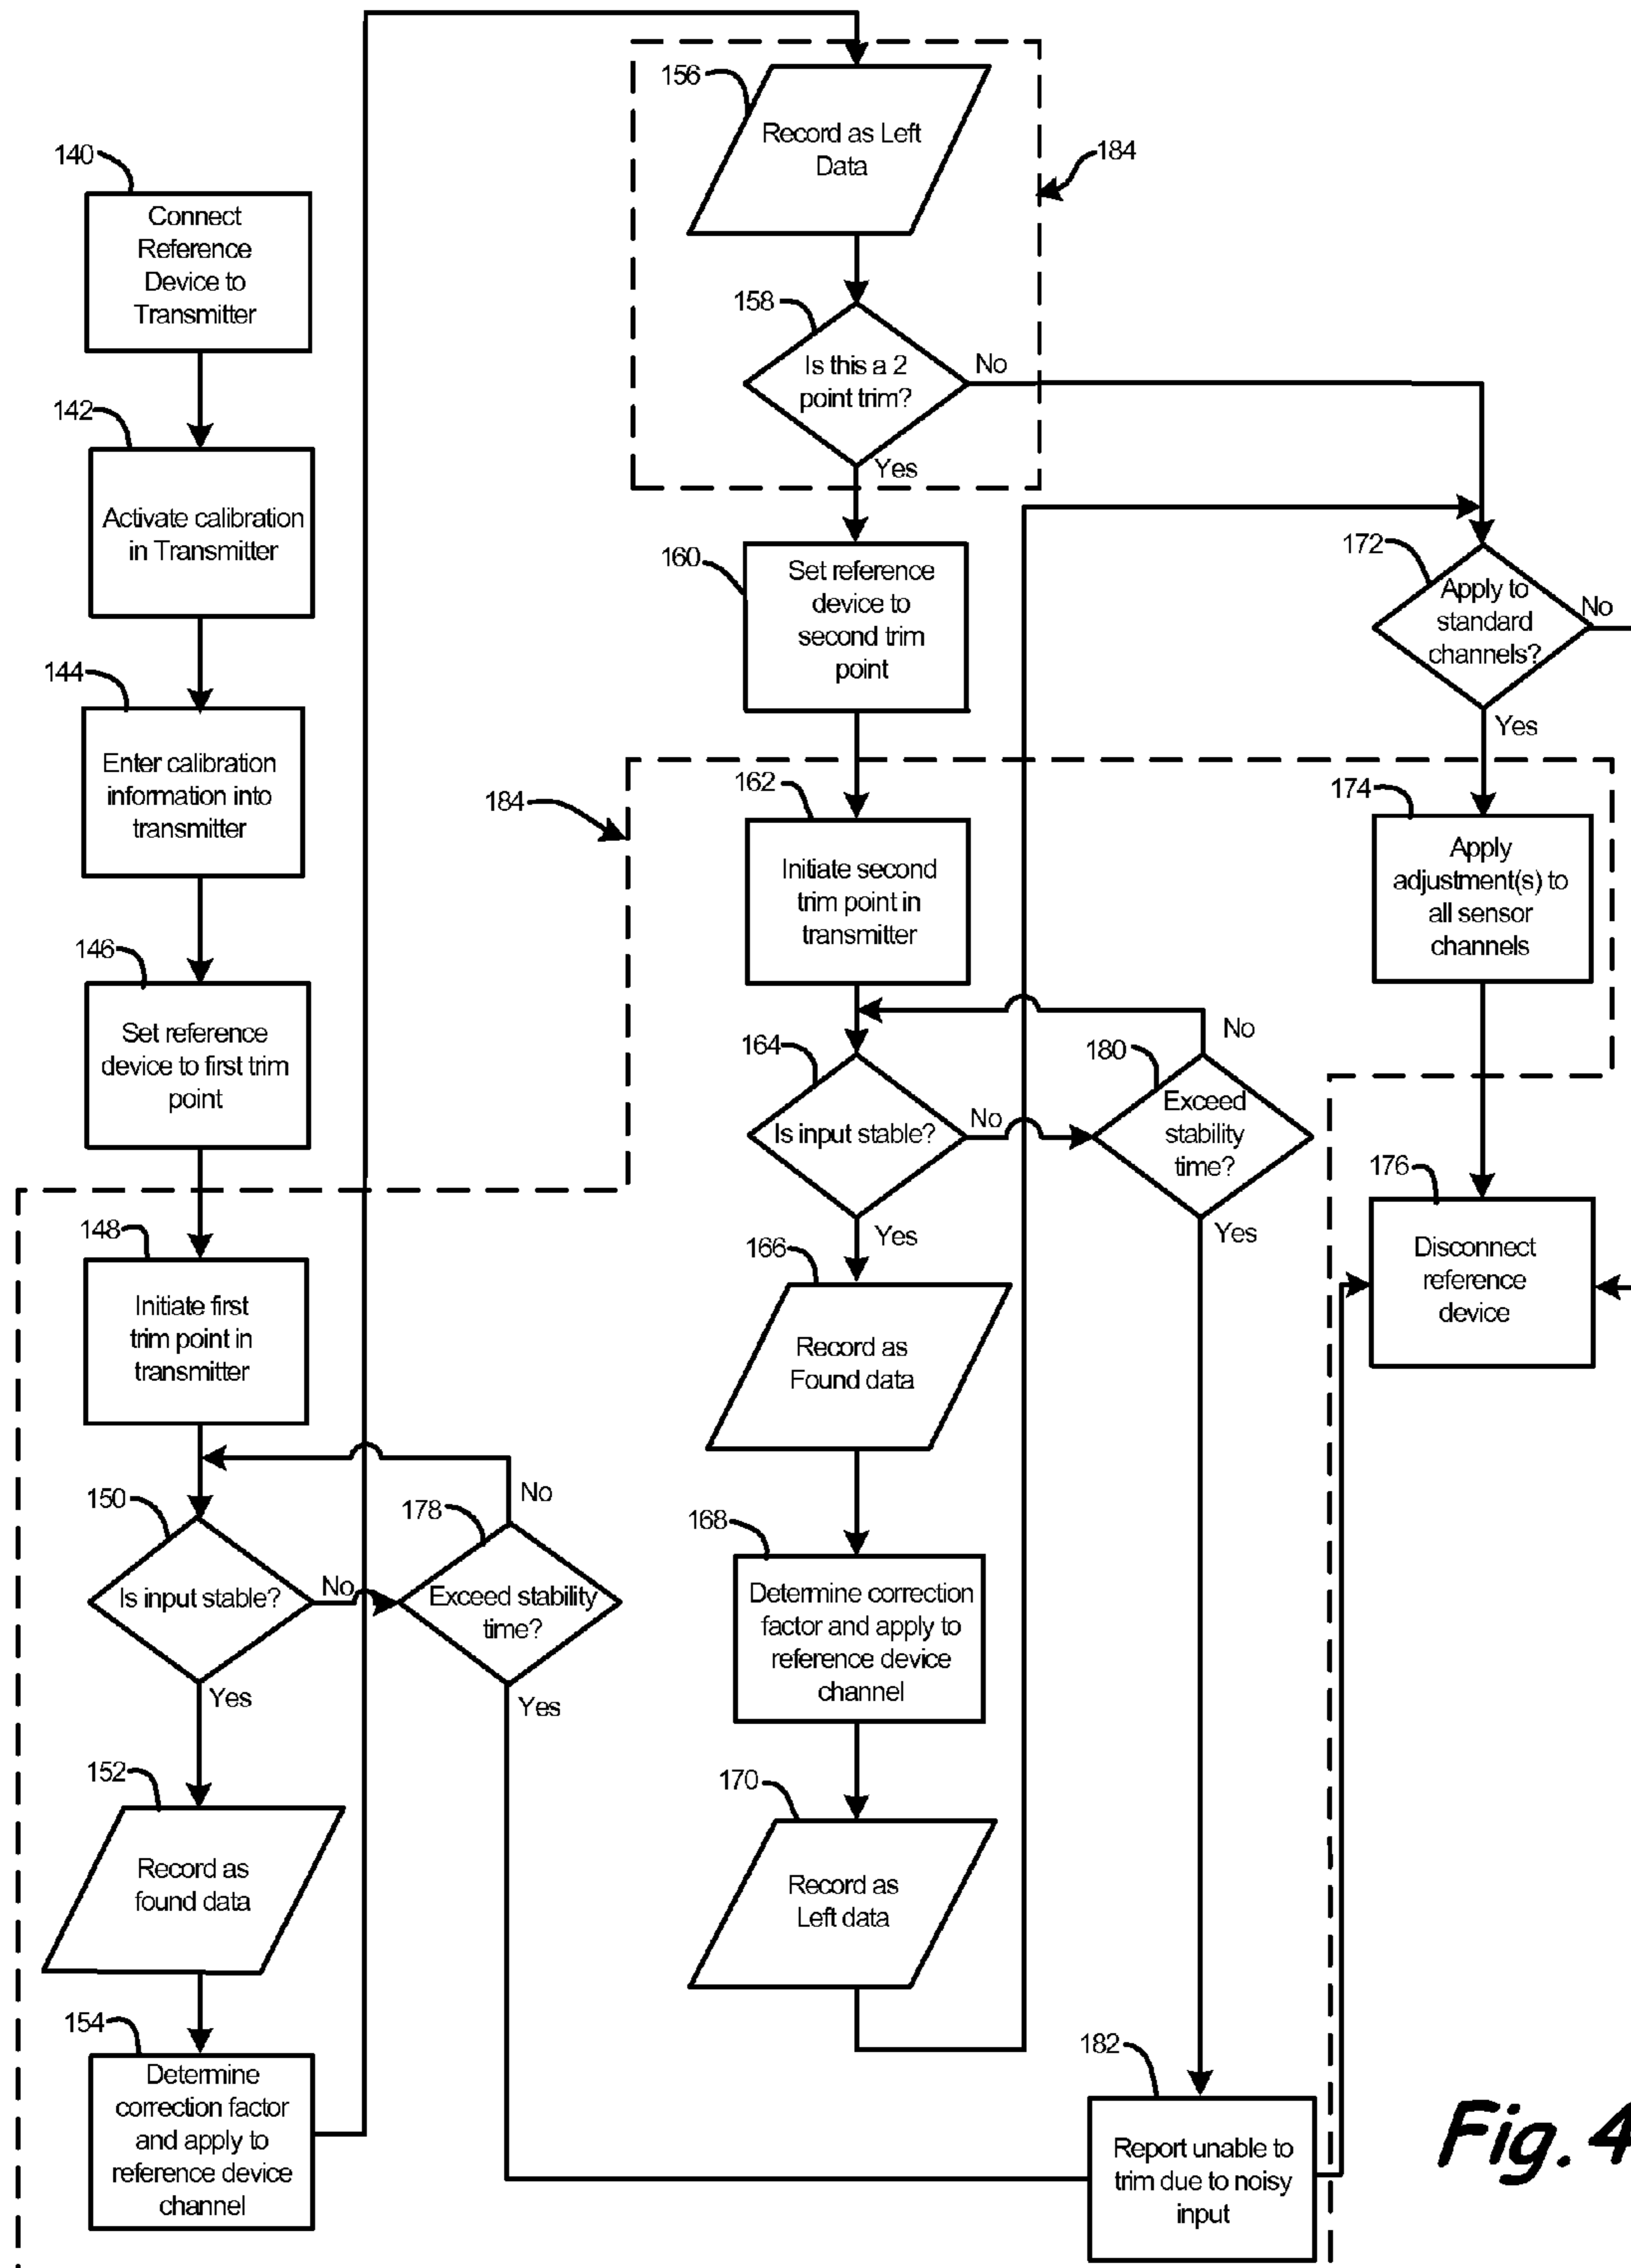 140
Connect
Reference
Device to
Transmitter
142
Activate calibration
in Transmitter
144
Enter calibration
information into
transmitter
146
Set reference
device to first trim
point
148
Initiate first
trim point in
transmitter
150
Is input stable?
No
Yes
178
Exceed stability
time?
No
Yes
152
Record as
found data
154
Determine
correction factor
and apply to
reference device
channel
156
Record as Left
Data
184
158
Is this a 2
point trim?
No
Yes
160
Set reference
device to
second trim
point
184
162
Initiate second
trim point in
transmitter
164
Is input stable?
No
Yes
180
Exceed
stability
time?
No
Yes
166
Record as
Found data
168
Determine correction
factor and apply to
reference device
channel
170
Record as
Left data
172
Apply to
standard
channels?
No
Yes
174
Apply
adjustment(s) to
all sensor
channels
176
Disconnect
reference
device
182
Report unable to
trim due to noisy
input
Fig. 4